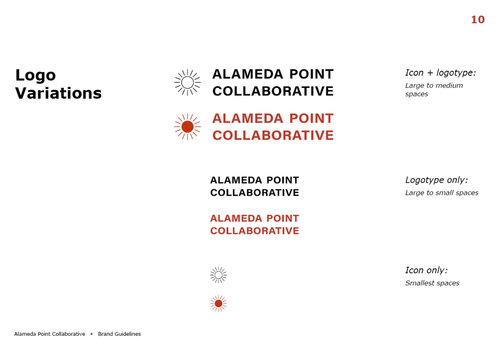 10
Logo
Variations
ALAMEDA POINT
COLLABORATIVE
Icon + logotype:
Large to medium
spaces
ALAMEDA POINT
COLLABORATIVE
ALAMEDA POINT
COLLABORATIVE
Logotype only:
Large to small spaces
ALAMEDA POINT
COLLABORATIVE
Icon only:
Smallest spaces
Alameda Point Collaborative • Brand Guidelines